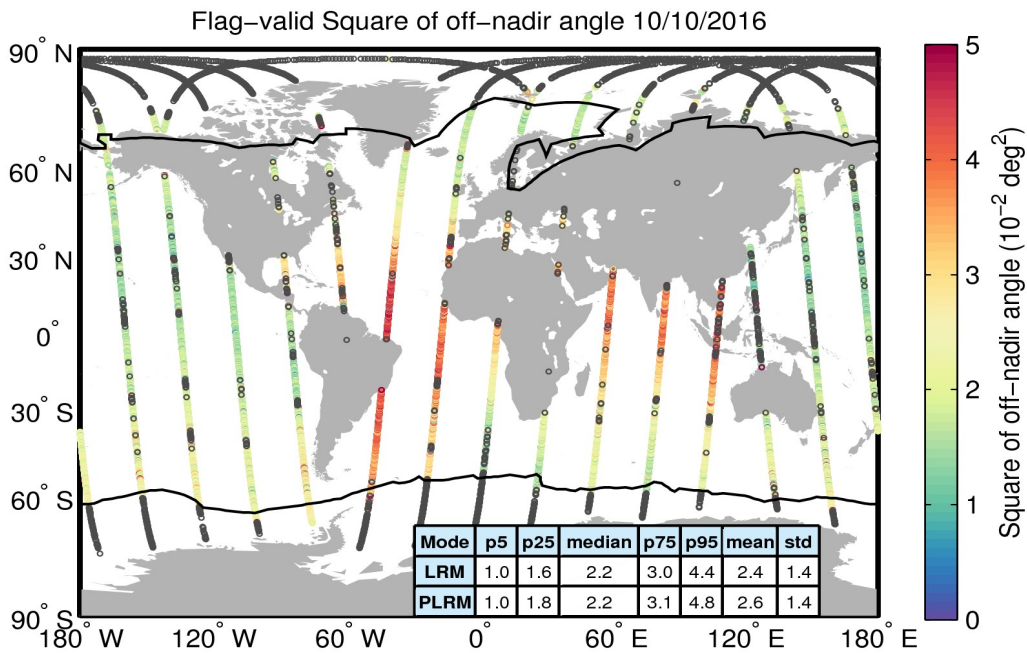 Flag−valid Square of off−nadir angle 10/10/2016
90° N
60° N
30° N
0°
30° S
60° S
90° S
180° W
120° W
60° W
0°
60° E
120° E
180° E
Mode p5 p25 median p75 p95 mean std
LRM 1.0 1.6 2.2 3.0 4.4 2.4 1.4
PLRM 1.0 1.8 2.2 3.1 4.8 2.6 1.4
5
4
3
2
1
0
Square of off−nadir angle (10⁻² deg²)